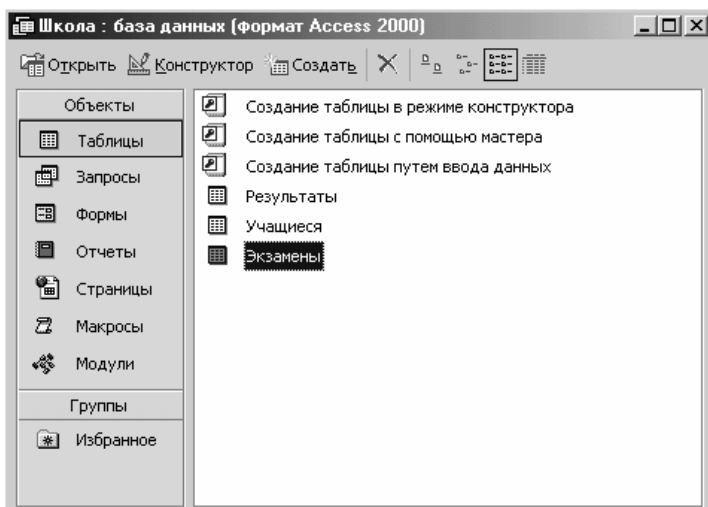 Школа : база данных (формат Access 2000)
Открыть Конструктор Создать
Объекты
Таблицы
Запросы
Формы
Отчеты
Страницы
Макросы
Модули
Группы
Избранное
Создание таблицы в режиме конструктора
Создание таблицы с помощью мастера
Создание таблицы путем ввода данных
Результаты
Учащиеся
Экзамены